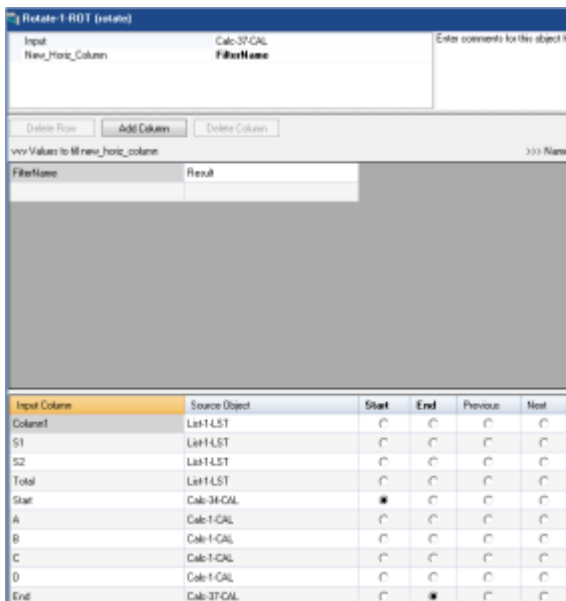 Rotate-1-ROT (rotate)
Input Calc-37-CAL
New_Horiz_Column FilterName
Enter comments for this object h
Delete Row Add Column Delete Column
vvv Values to fill new_horiz_column >>> Name
FilterName Result
Input Column Source Object Start End Previous Next
Column1 List-1-LST
S1 List-1-LST
S2 List-1-LST
Total List-1-LST
Start Calc-34-CAL
A Calc-1-CAL
B Calc-1-CAL
C Calc-1-CAL
D Calc-1-CAL
End Calc-37-CAL